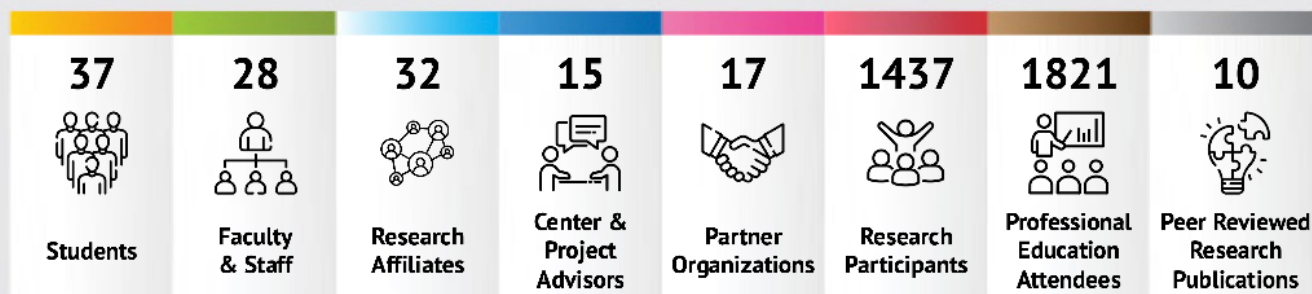 37
Students
28
Faculty
& Staff
32
Research
Affiliates
15
Center &
Project
Advisors
17
Partner
Organizations
1437
Research
Participants
1821
Professional
Education
Attendees
10
Peer Reviewed
Research
Publications